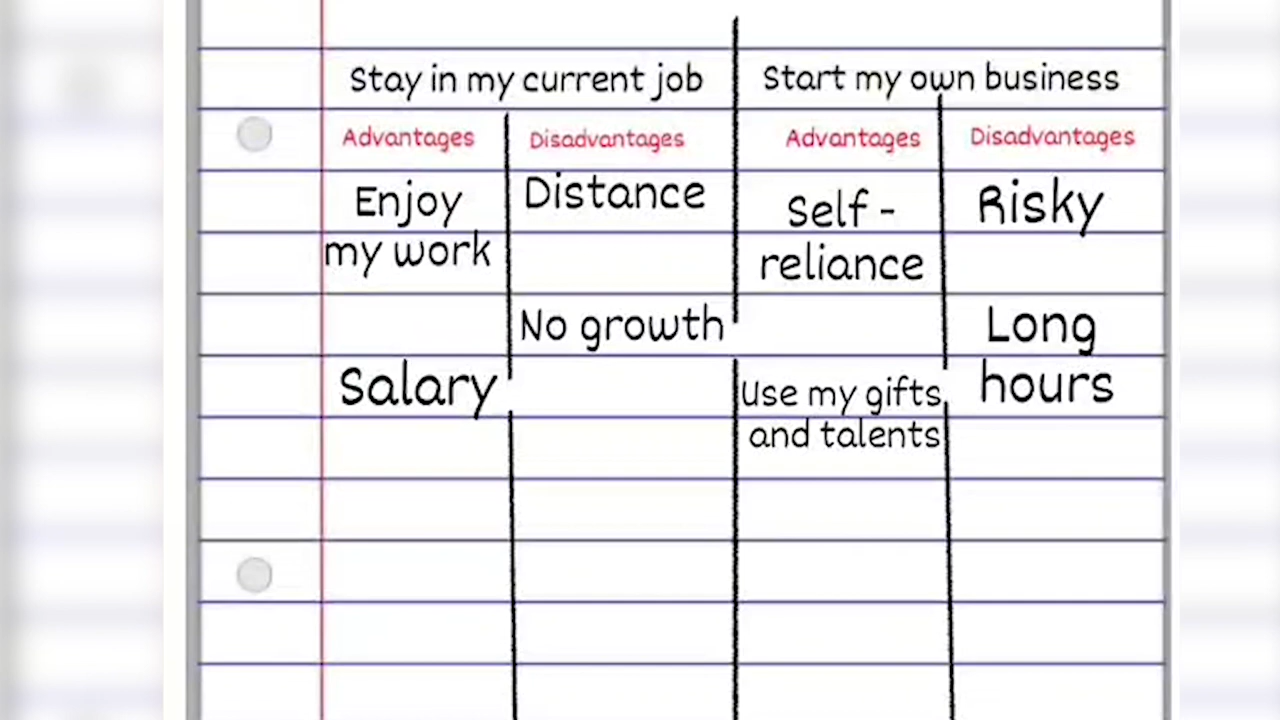 Stay in my current job
Start my own business
Advantages
Disadvantages
Advantages
Disadvantages
Enjoy
my work
Salary
Distance
No growth
Self -
reliance
Use my gifts
and talents
Risky
Long
hours